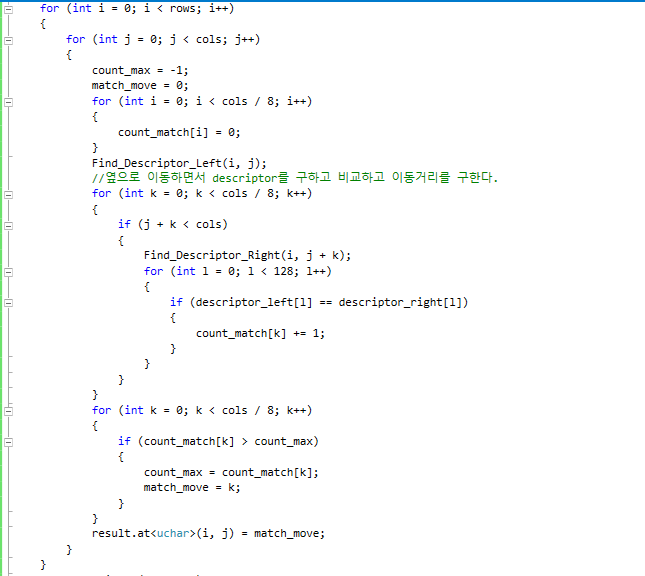 for (int i = 0; i < rows; i++)
{
for (int j = 0; j < cols; j++)
{
count_max = -1;
match_move = 0;
for (int i = 0; i < cols / 8; i++)
{
count_match[i] = 0;
}
Find_Descriptor_Left(i, j);
//옆으로 이동하면서 descriptor를 구하고 비교하고 이동거리를 구한다.
for (int k = 0; k < cols / 8; k++)
{
if (j + k < cols)
{
Find_Descriptor_Right(i, j + k);
for (int l = 0; l < 128; l++)
{
if (descriptor_left[l] == descriptor_right[l])
{
count_match[k] += 1;
}
}
}
}
for (int k = 0; k < cols / 8; k++)
{
if (count_match[k] > count_max)
{
count_max = count_match[k];
match_move = k;
}
}
result.at<uchar>(i, j) = match_move;
}
}